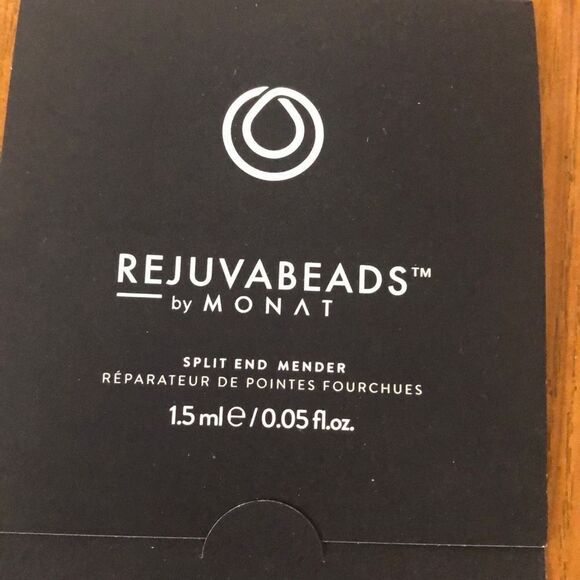 REJUVABEADS™
by MONAT
SPLIT END MENDER
RÉPARATEUR DE POINTES FOURCHUES
1.5 ml℮/0.05 fl.oz.